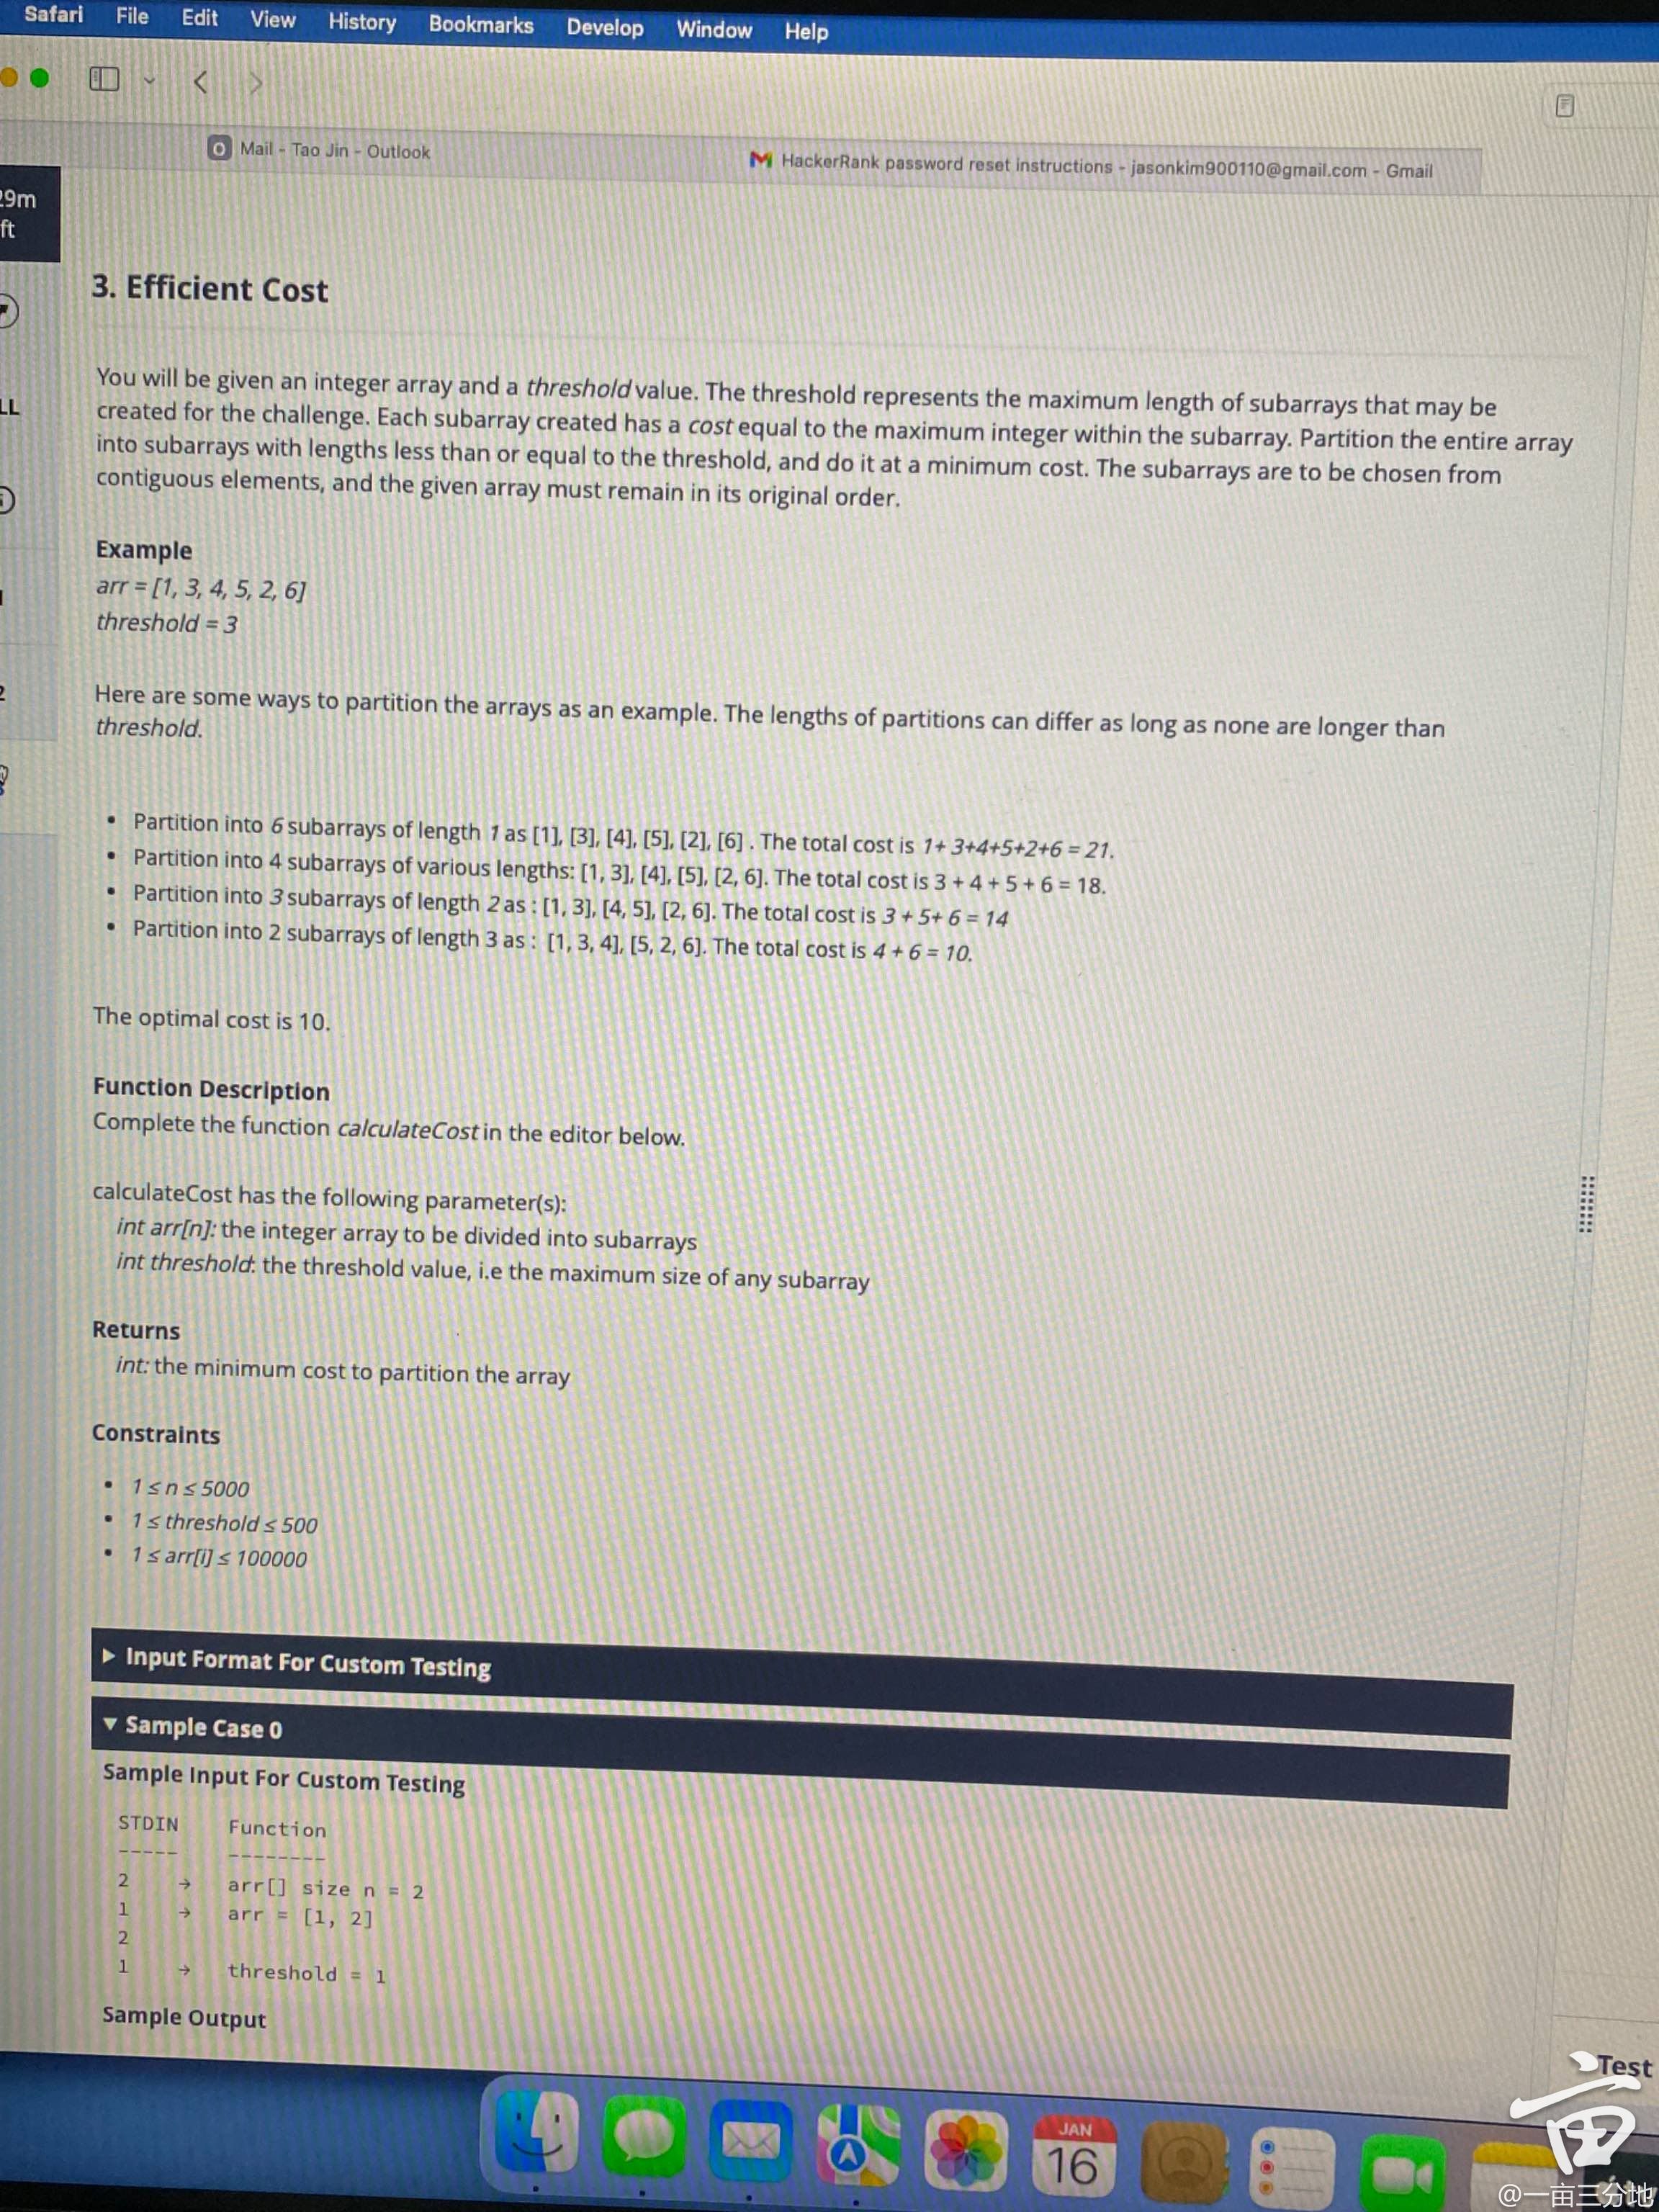 Safari File Edit View History Bookmarks Develop Window Help
Mail - Tao Jin - Outlook
HackerRank password reset instructions - jasonkim900110@gmail.com - Gmail
29m
ft
3. Efficient Cost
You will be given an integer array and a threshold value. The threshold represents the maximum length of subarrays that may be
created for the challenge. Each subarray created has a cost equal to the maximum integer within the subarray. Partition the entire array
into subarrays with lengths less than or equal to the threshold, and do it at a minimum cost. The subarrays are to be chosen from
contiguous elements, and the given array must remain in its original order.
LL
Example
arr = [1, 3, 4, 5, 2, 6]
threshold = 3
Here are some ways to partition the arrays as an example. The lengths of partitions can differ as long as none are longer than
threshold.
2
• Partition into 6 subarrays of length 1 as [1], [3], [4], [5], [2], [6] . The total cost is 1+ 3+4+5+2+6 = 21.
• Partition into 4 subarrays of various lengths: [1, 3], [4], [5], [2, 6]. The total cost is 3 + 4 + 5 + 6 = 18.
• Partition into 3 subarrays of length 2 as : [1, 3], [4, 5], [2, 6]. The total cost is 3 + 5+ 6 = 14
• Partition into 2 subarrays of length 3 as : [1, 3, 4], [5, 2, 6]. The total cost is 4 + 6 = 10.
The optimal cost is 10.
Function Description
Complete the function calculateCost in the editor below.
calculateCost has the following parameter(s):
int arr[n]: the integer array to be divided into subarrays
int threshold: the threshold value, i.e the maximum size of any subarray
Returns
int: the minimum cost to partition the array
Constraints
• 1 ≤ n ≤ 5000
• 1 ≤ threshold ≤ 500
• 1 ≤ arr[i] ≤ 100000
▶ Input Format For Custom Testing
▼ Sample Case 0
Sample Input For Custom Testing
STDIN Function
----- --------
2 → arr[] size n = 2
1 → arr = [1, 2]
2
1 → threshold = 1
Sample Output
Test
JAN
16
亩
@一亩三分地